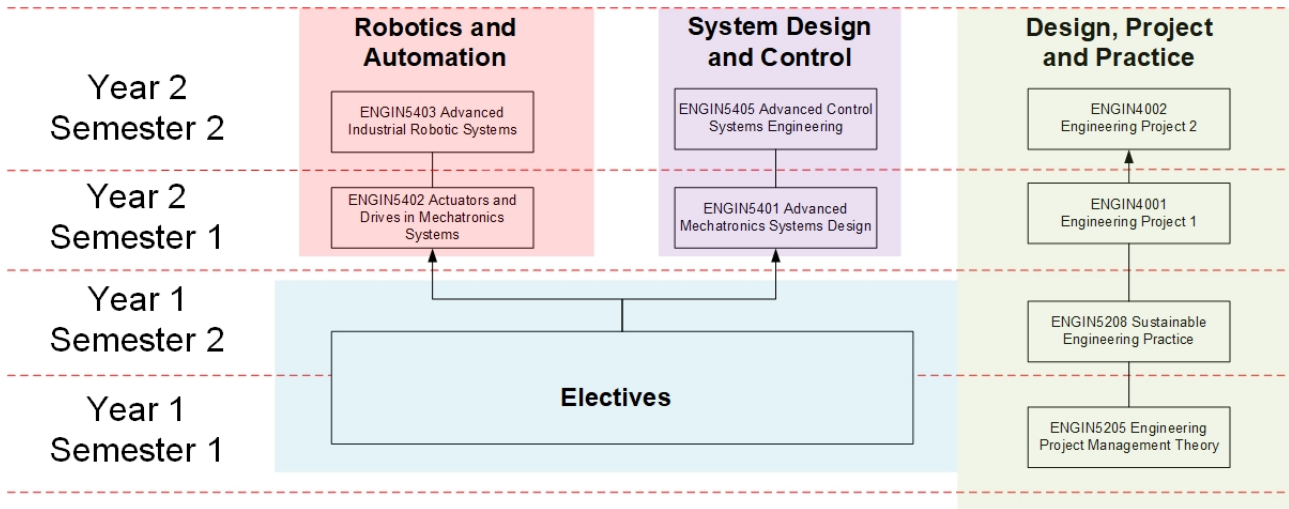 Robotics and
Automation
System Design
and Control
Design, Project
and Practice
Year 2
Semester 2
ENGIN5403 Advanced
Industrial Robotic Systems
ENGIN5405 Advanced Control
Systems Engineering
ENGIN4002
Engineering Project 2
Year 2
Semester 1
ENGIN5402 Actuators and
Drives in Mechatronics
Systems
ENGIN5401 Advanced
Mechatronics Systems Design
ENGIN4001
Engineering Project 1
Year 1
Semester 2
ENGIN5208 Sustainable
Engineering Practice
Electives
Year 1
Semester 1
ENGIN5205 Engineering
Project Management Theory